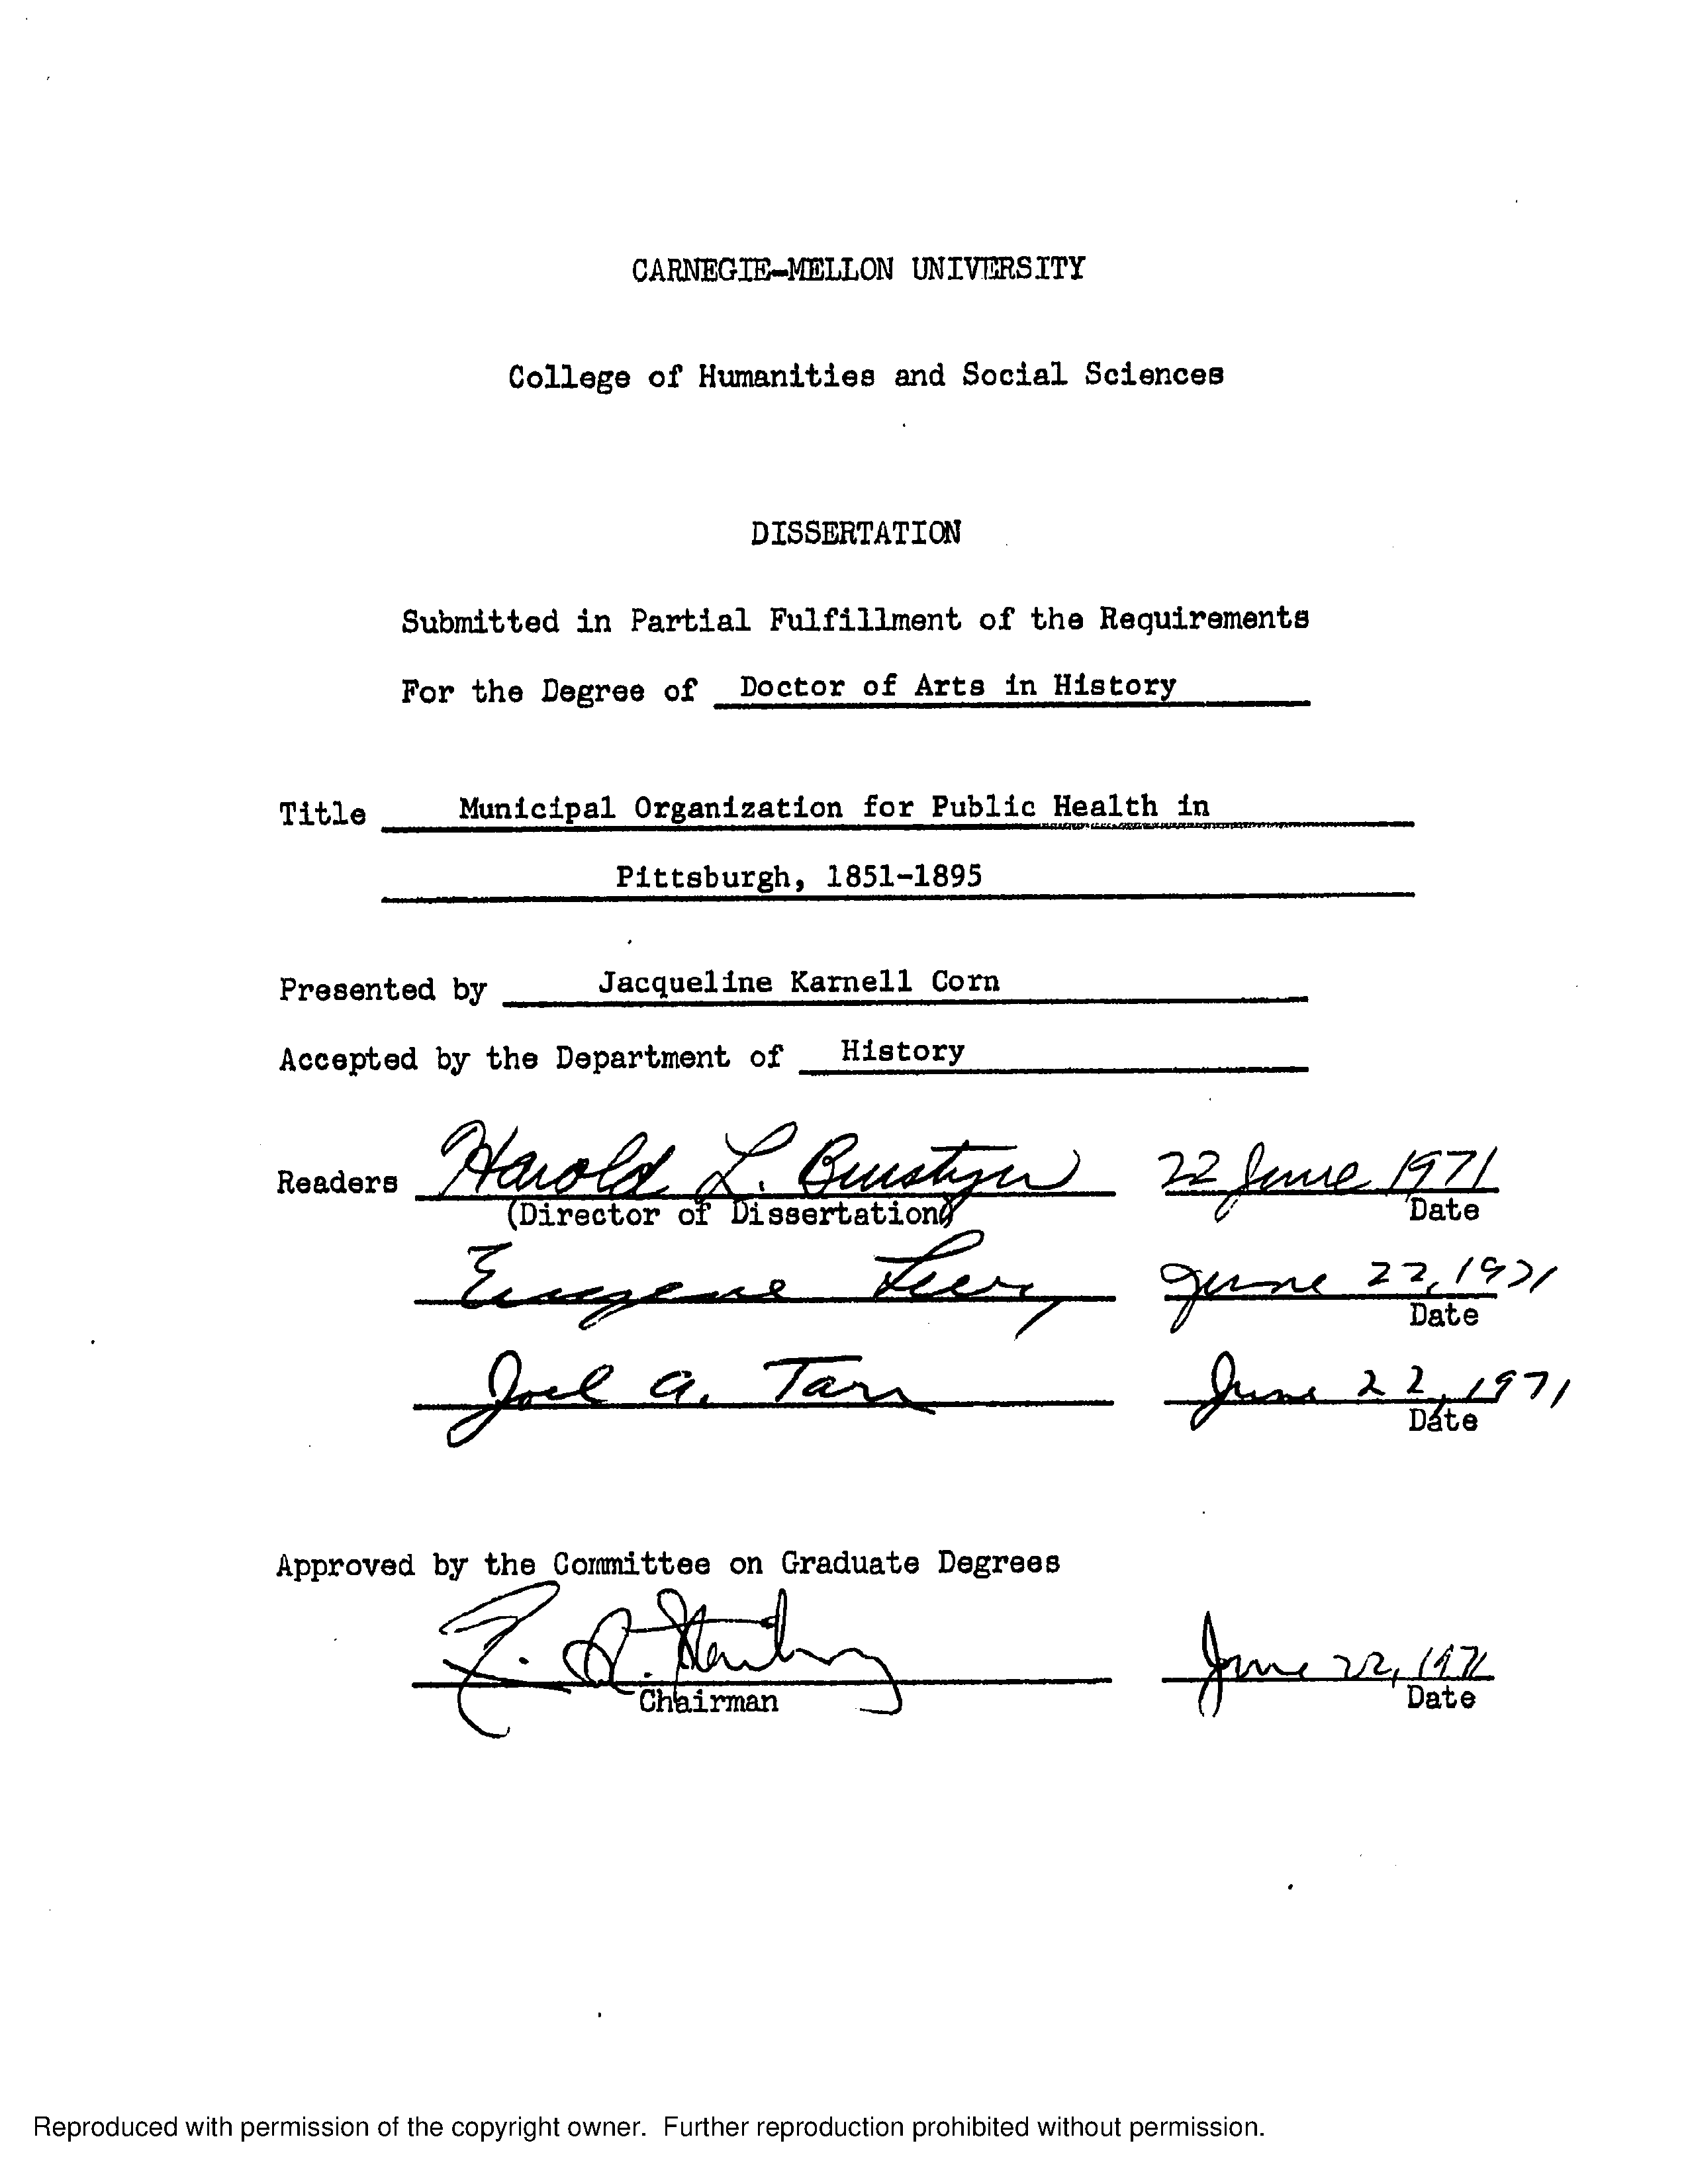 CARNEGIE-MELLON UNIVERSITY
College of Humanities and Social Sciences
DISSERTATION
Submitted in Partial Fulfillment of the Requirements
For the Degree of Doctor of Arts in History
Title Municipal Organization for Public Health in
Pittsburgh, 1851-1895
Presented by Jacqueline Karnell Corn
Accepted by the Department of History
Readers Harold L. Burstyn 22 June 1971
(Director of Dissertation) Date
Eugene Levy June 22, 1971
Date
Joel A. Tarr June 22, 1971
Date
Approved by the Committee on Graduate Degrees
June 22, 1971
Chairman Date
Reproduced with permission of the copyright owner. Further reproduction prohibited without permission.